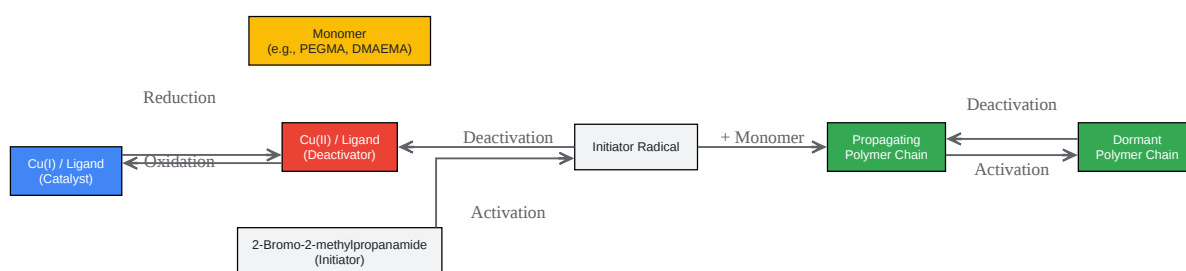 Monomer
(e.g., PEGMA, DMAEMA)
Reduction
Deactivation
Cu(II) / Ligand
(Deactivator)
Deactivation
Initiator Radical
+ Monomer
Propagating
Polymer Chain
Dormant
Polymer Chain
Cu(I) / Ligand
(Catalyst)
Oxidation
Activation
Activation
2-Bromo-2-methylpropanamide
(Initiator)